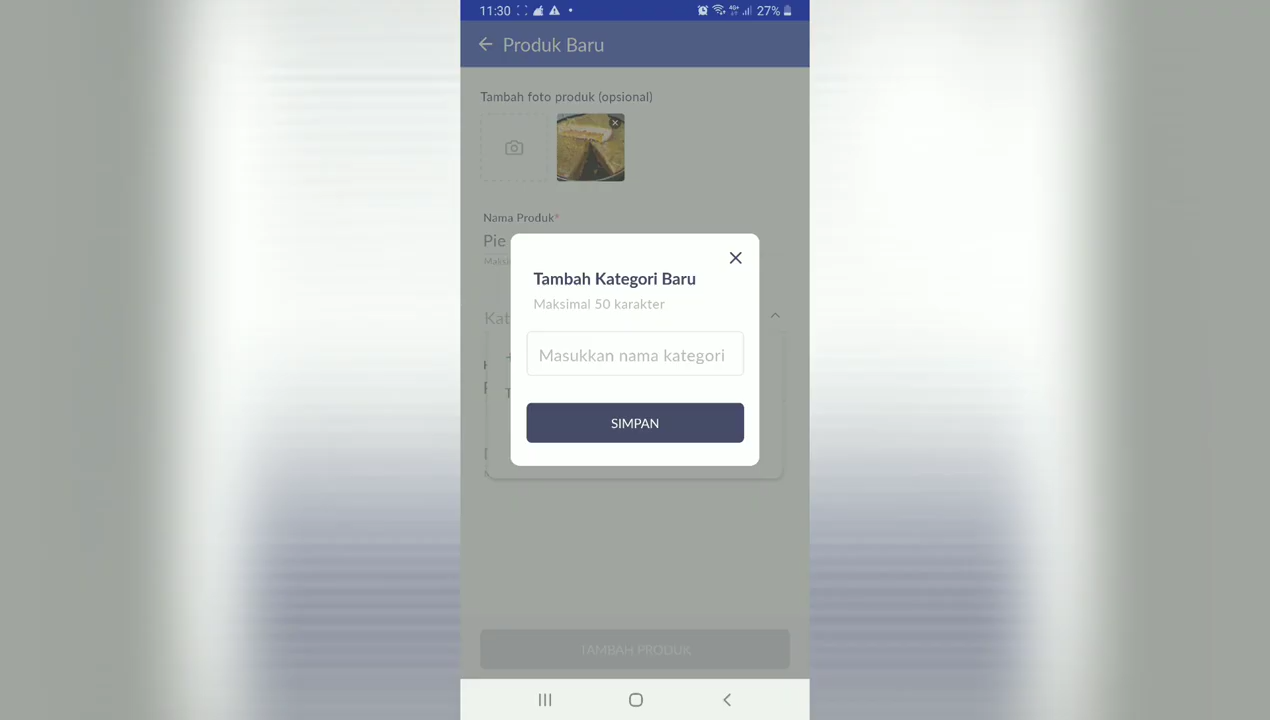 11:30
4G+
27%
Produk Baru
Tambah foto produk (opsional)
Nama Produk*
Pie
Tambah Kategori Baru
Maksimal 50 karakter
Masukkan nama kategori
SIMPAN
TAMBAH PRODUK